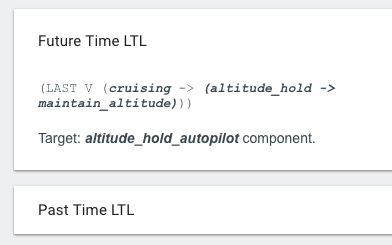 Future Time LTL
(LAST V (cruising -> (altitude_hold ->
maintain_altitude)))
Target: altitude_hold_autopilot component.
Past Time LTL